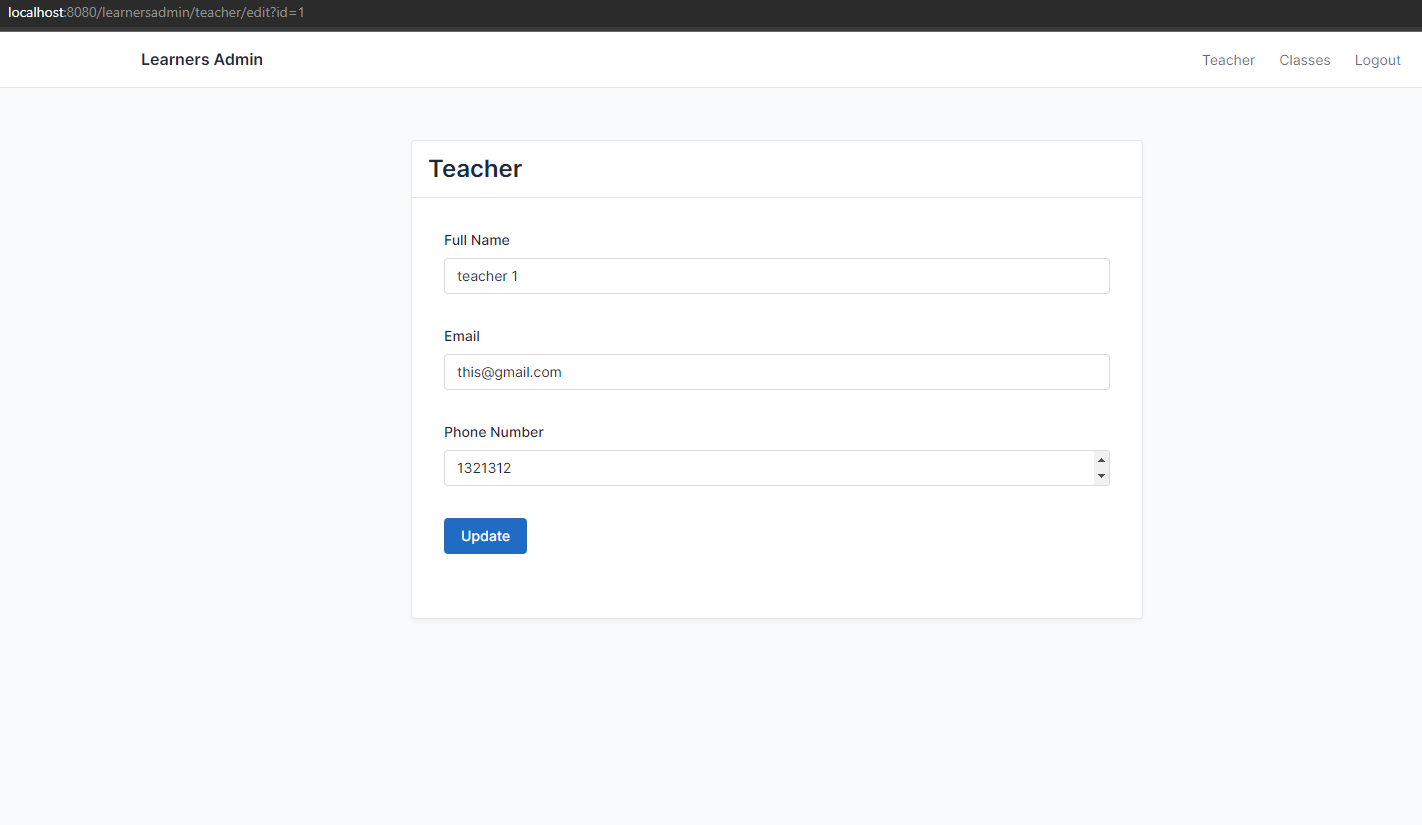 localhost:8080/learnersadmin/teacher/edit?id=1
Learners Admin
Teacher Classes Logout
Teacher
Full Name
teacher 1
Email
this@gmail.com
Phone Number
1321312
Update